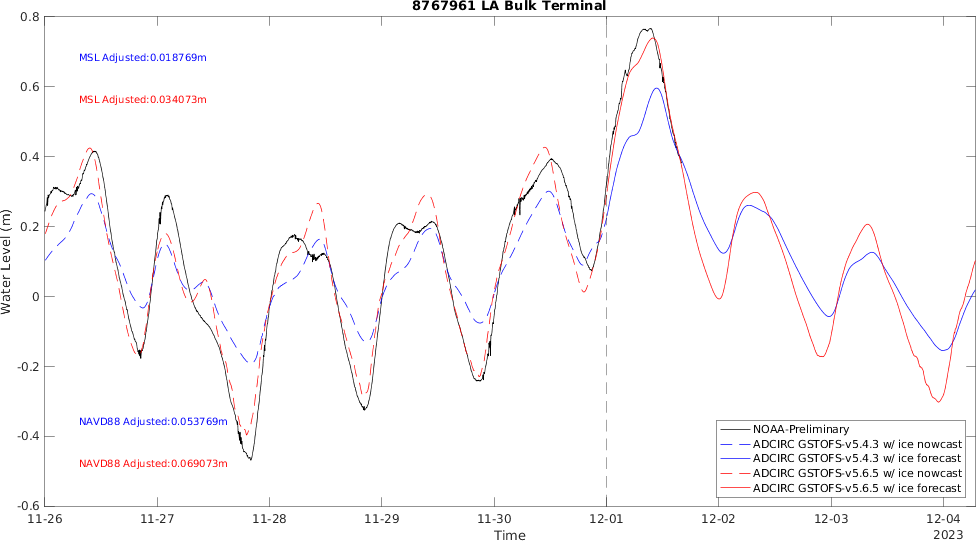 8767961 LA Bulk Terminal
MSL Adjusted:0.018769m
MSL Adjusted:0.034073m
NAVD88 Adjusted:0.053769m
NAVD88 Adjusted:0.069073m
Water Level (m)
0.8
0.6
0.4
0.2
0
-0.2
-0.4
-0.6
NOAA-Preliminary
ADCIRC GSTOFS-v5.4.3 w/ ice nowcast
ADCIRC GSTOFS-v5.4.3 w/ ice forecast
ADCIRC GSTOFS-v5.6.5 w/ ice nowcast
ADCIRC GSTOFS-v5.6.5 w/ ice forecast
11-26 11-27 11-28 11-29 11-30 12-01 12-02 12-03 12-04
Time
2023